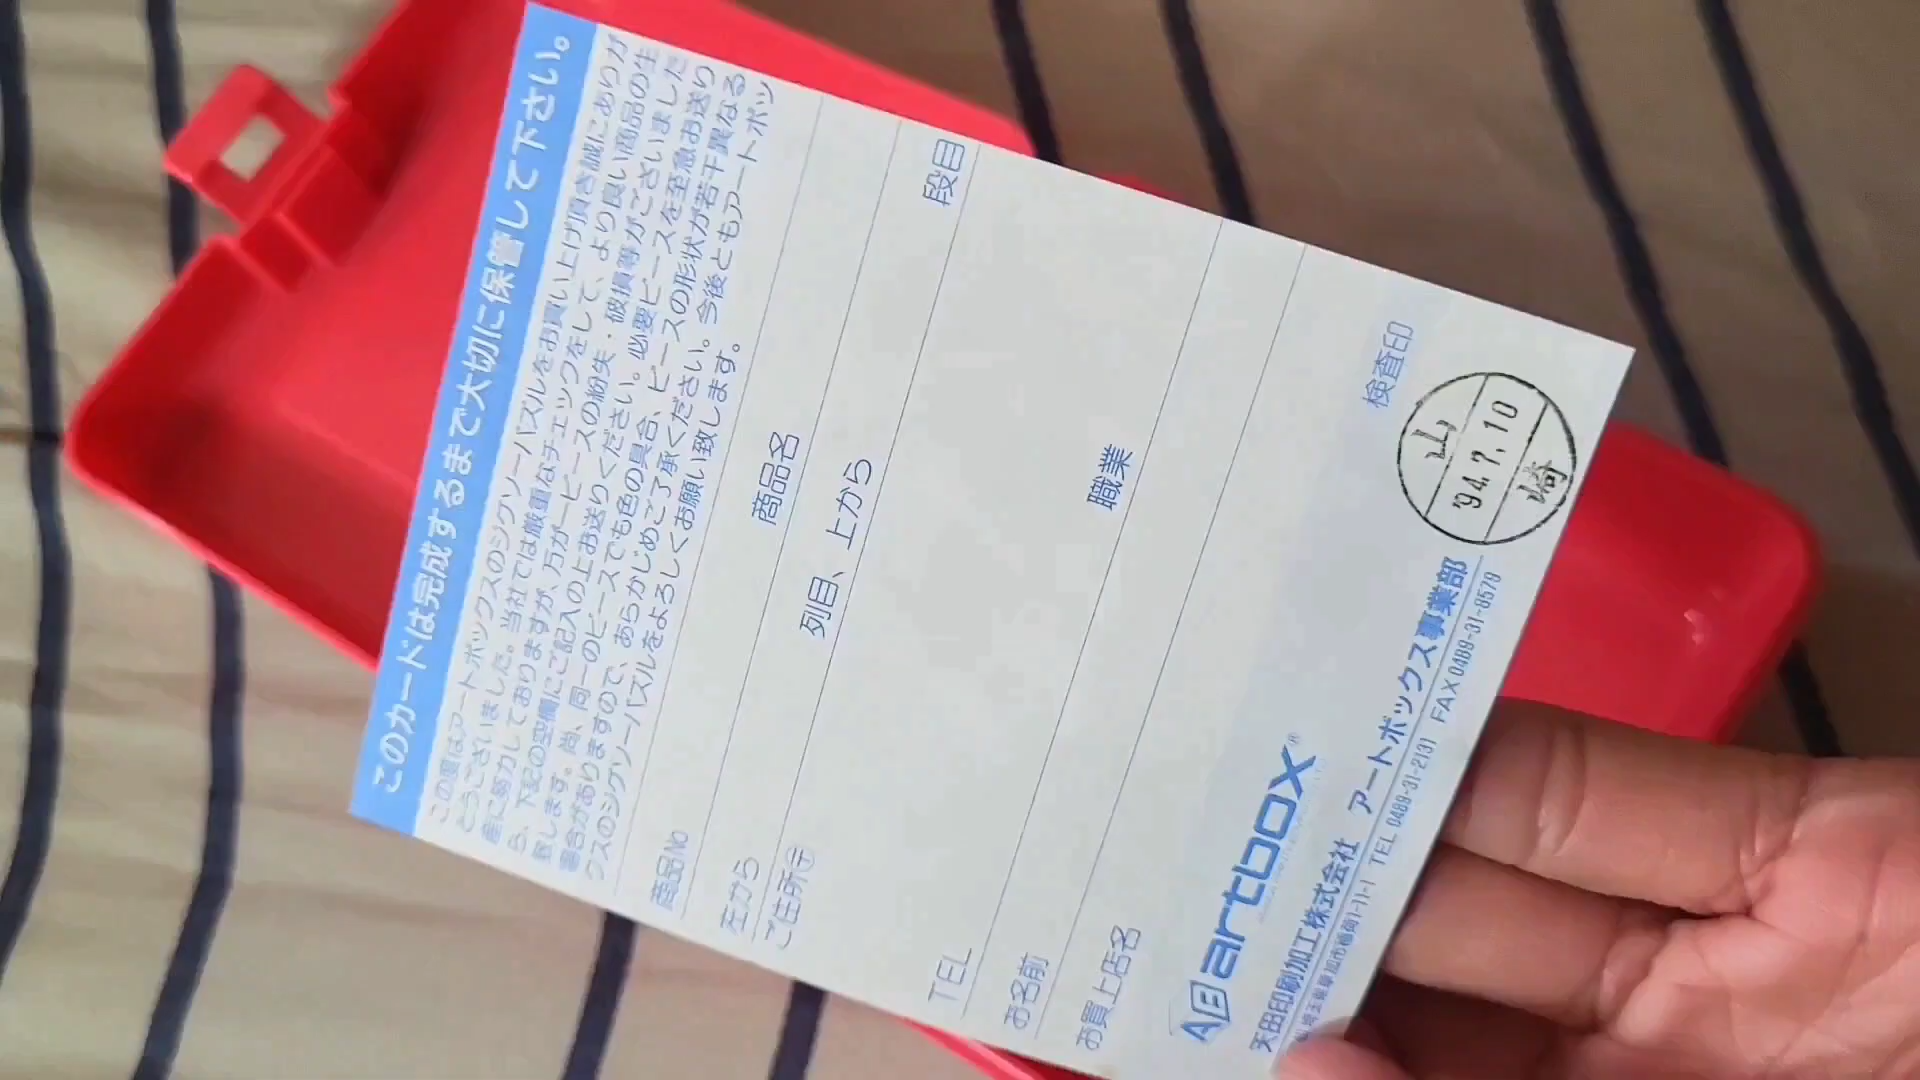 このカードは完成するまで大切に保管して下さい。
この度はアートボックスのジグソーパズルをお買い上げ頂き誠にありが
とうございました。当社では厳重なチェックをして、より良い商品の生
産に努力しておりますが、万が一ピースの紛失・破損等がございました
ら、下記の空欄にご記入の上お送りください。必要ピースを至急お送り
致します。尚、同一のピースでも色の具合、ピースの形状が若干異なる
場合がありますので、あらかじめご了承ください。今後ともアートボッ
クスのジグソーパズルをよろしくお願い致します。
商品No 商品名
左から 列目、上から 段目
ご住所〒
TEL
お名前 職業
お買上店名
検査印
山
'94.7.10
崎
AB artbox®
天田印刷加工株式会社 アートボックス事業部
埼玉県草加市稲荷1-11-1 TEL 0489-31-2131 FAX 0489-31-8579